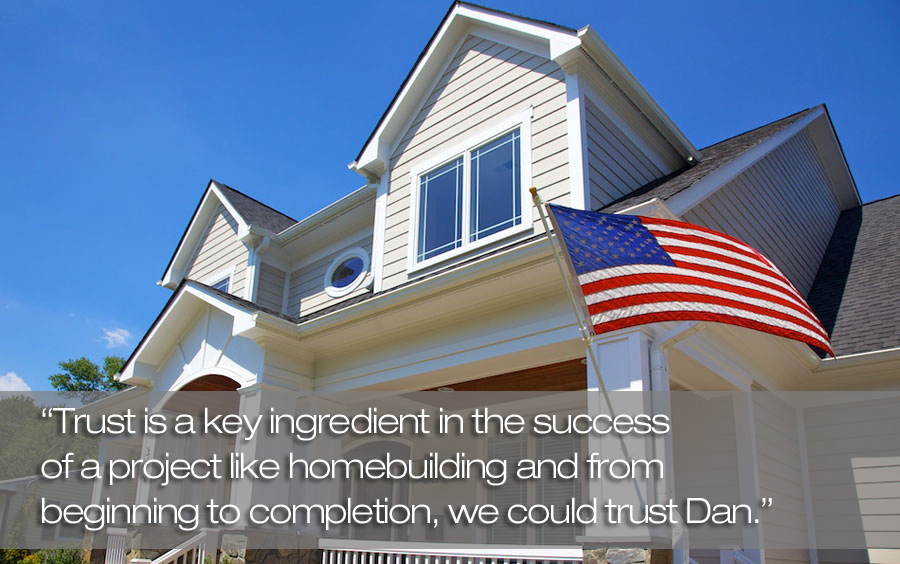 “Trust is a key ingredient in the success
of a project like homebuilding and from
beginning to completion, we could trust Dan.”